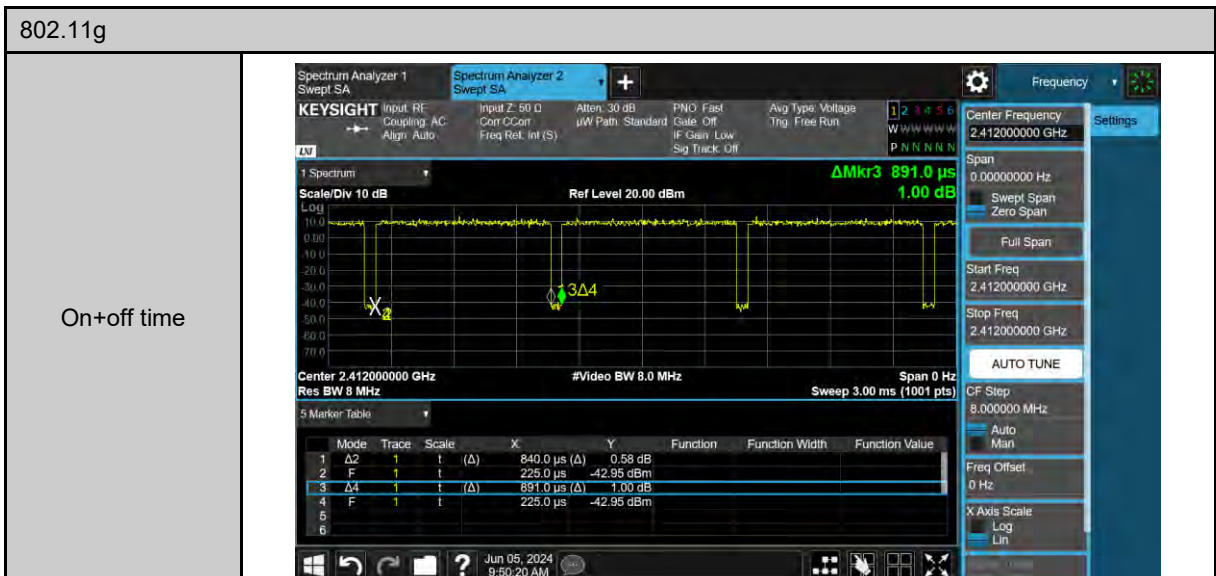 802.11g
On+off time
Spectrum Analyzer 1
Swept SA
Spectrum Analyzer 2
Swept SA
+
Frequency
KEYSIGHT
Input: RF
Coupling: AC
Align: Auto
Input Z: 50 Ω
Corr CCorr
Freq Ref: Int (S)
Atten: 30 dB
µW Path: Standard
PNO: Fast
Gate: Off
IF Gain: Low
Sig Track: Off
Avg Type: Voltage
Trig: Free Run
1 2 3 4 5 6
W W W W W W
P N N N N N
LXI
Settings
Center Frequency
2.412000000 GHz
Span
0.00000000 Hz
Swept Span
Zero Span
Full Span
Start Freq
2.412000000 GHz
Stop Freq
2.412000000 GHz
AUTO TUNE
CF Step
8.000000 MHz
Auto
Man
Freq Offset
0 Hz
X Axis Scale
Log
Lin
1 Spectrum
ΔMkr3 891.0 µs
1.00 dB
Scale/Div 10 dB
Ref Level 20.00 dBm
Log
10.0
0.00
-10.0
-20.0
-30.0
-40.0
-50.0
-60.0
-70.0
3Δ4
Center 2.412000000 GHz
#Video BW 8.0 MHz
Span 0 Hz
Res BW 8 MHz
Sweep 3.00 ms (1001 pts)
5 Marker Table
Mode Trace Scale X Y Function Function Width Function Value
1 Δ2 1 t (Δ) 840.0 µs (Δ) 0.58 dB
2 F 1 t 225.0 µs -42.95 dBm
3 Δ4 1 t (Δ) 891.0 µs (Δ) 1.00 dB
4 F 1 t 225.0 µs -42.95 dBm
5
6
?
Jun 05, 2024
9:50:20 AM